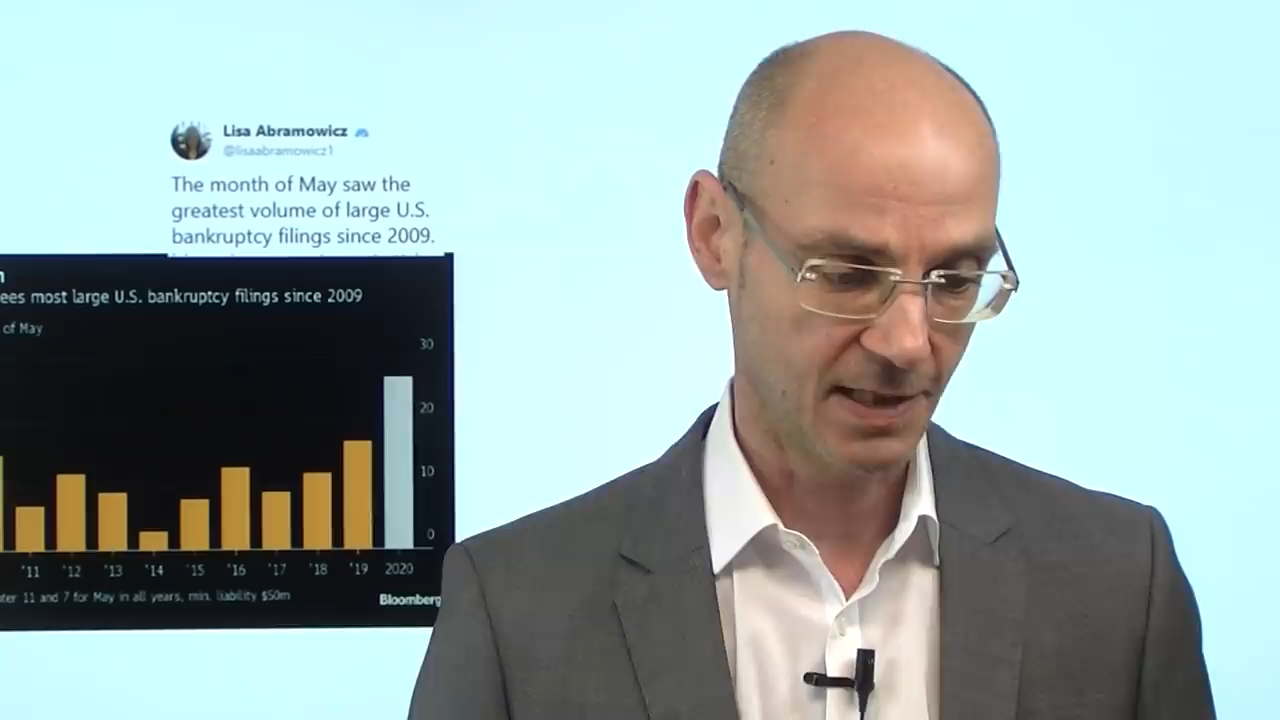 Lisa Abramowicz
@lisaabramowicz1
The month of May saw the
greatest volume of large U.S.
bankruptcy filings since 2009.
ees most large U.S. bankruptcy filings since 2009
of May
30
20
10
0
'11 '12 '13 '14 '15 '16 '17 '18 '19 2020
ter 11 and 7 for May in all years, min. liability $50m
Bloomberg